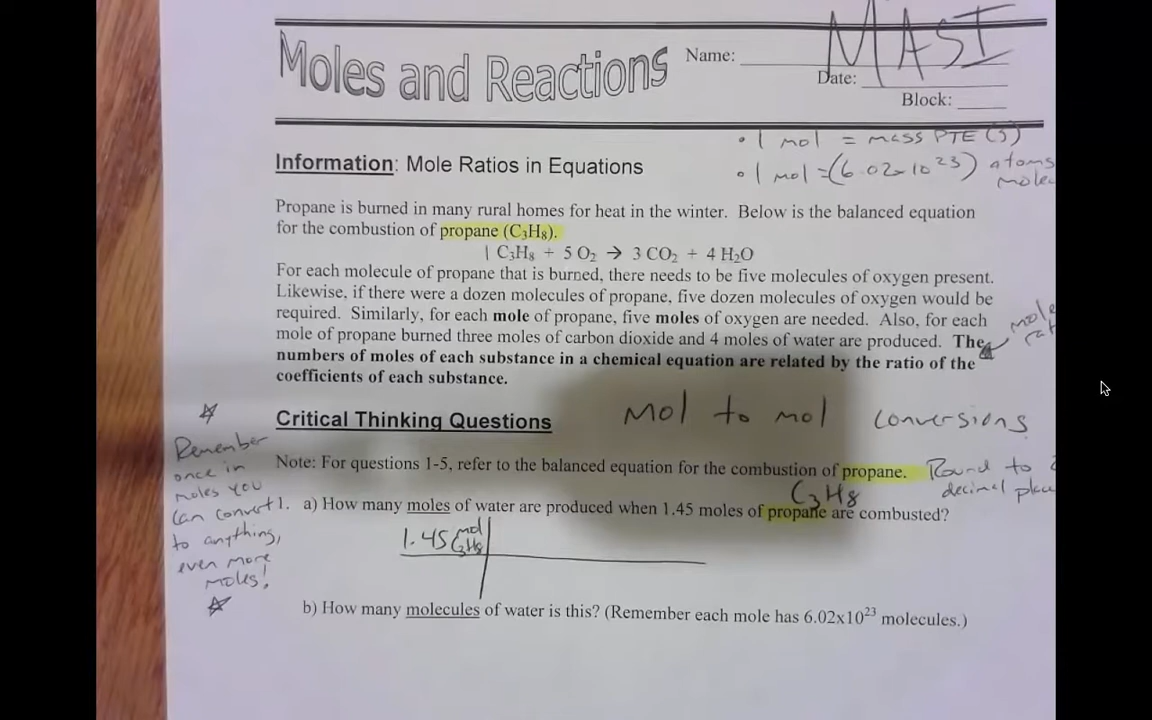 Moles and Reactions
Name: MASI
Date:
Block:
• 1 mol = mass PTE (g)
• 1 mol = (6.02x10²³) atoms
Information: Mole Ratios in Equations
Propane is burned in many rural homes for heat in the winter. Below is the balanced equation
for the combustion of propane (C₃H₈).
1 C₃H₈ + 5 O₂ → 3 CO₂ + 4 H₂O
For each molecule of propane that is burned, there needs to be five molecules of oxygen present.
Likewise, if there were a dozen molecules of propane, five dozen molecules of oxygen would be
required. Similarly, for each mole of propane, five moles of oxygen are needed. Also, for each
mole of propane burned three moles of carbon dioxide and 4 moles of water are produced. The
numbers of moles of each substance in a chemical equation are related by the ratio of the
coefficients of each substance.
mole
Critical Thinking Questions
mol to mol conversions
Note: For questions 1-5, refer to the balanced equation for the combustion of propane.
Round to
decimal
C₃H₈
1. a) How many moles of water are produced when 1.45 moles of propane are combusted?
1.45 mol
C₃H₈
b) How many molecules of water is this? (Remember each mole has 6.02x10²³ molecules.)
Remember
once in
moles you
can convert
to anything,
even more
moles!